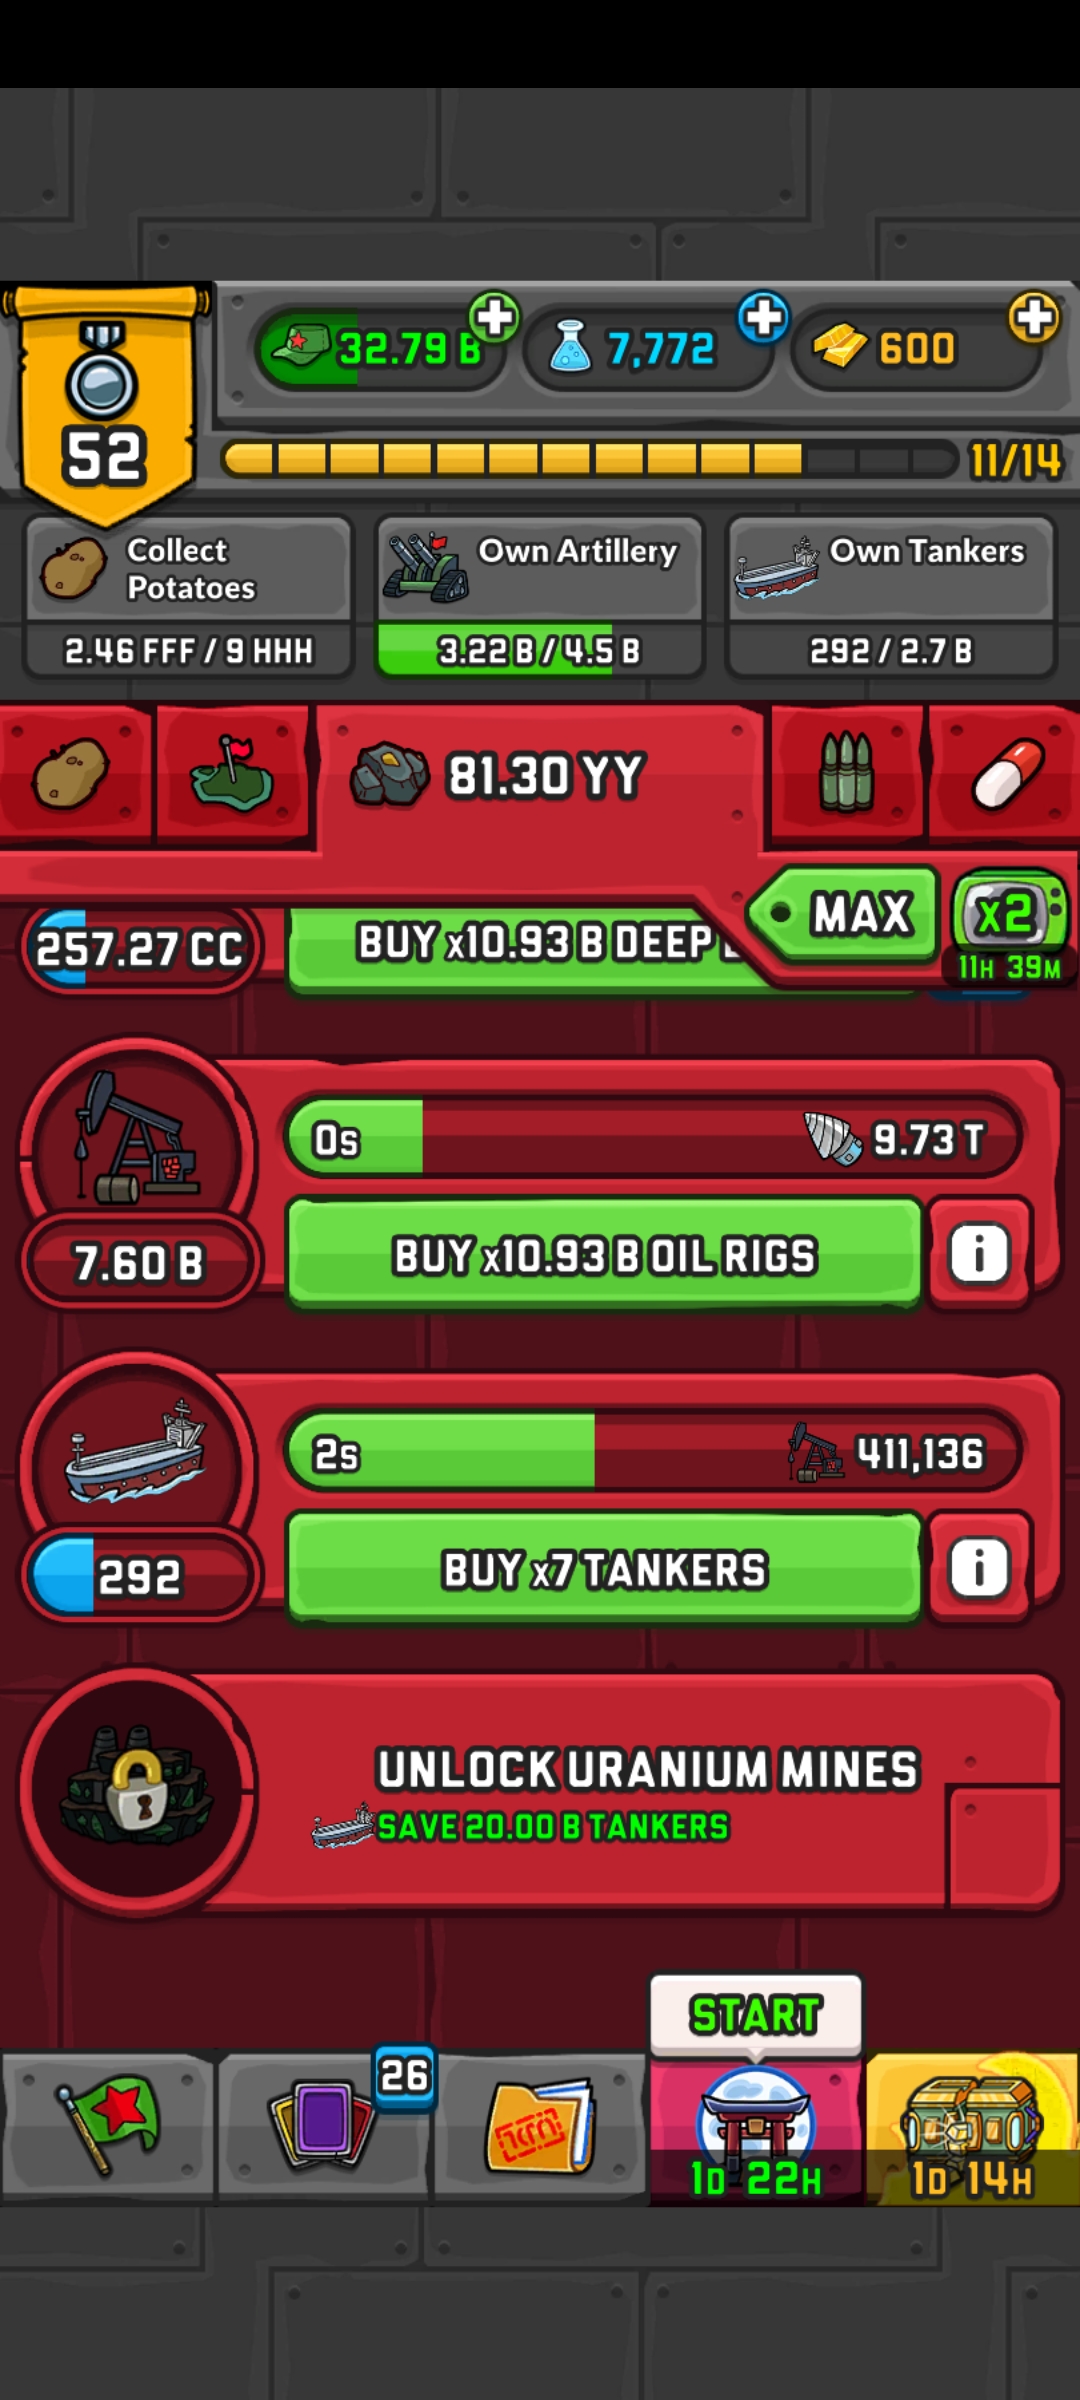 32.79 B
7,772
600
52
11/14
Collect
Potatoes
2.46 FFF / 9 HHH
Own Artillery
3.22 B / 4.5 B
Own Tankers
292 / 2.7 B
81.30 YY
MAX
x2
11H 39M
257.27 CC
BUY x10.93 B DEEP
0s
9.73 T
7.60 B
BUY x10.93 B OIL RIGS
i
2s
411,136
292
BUY x7 TANKERS
i
UNLOCK URANIUM MINES
SAVE 20.00 B TANKERS
START
26
1D 22H
1D 14H